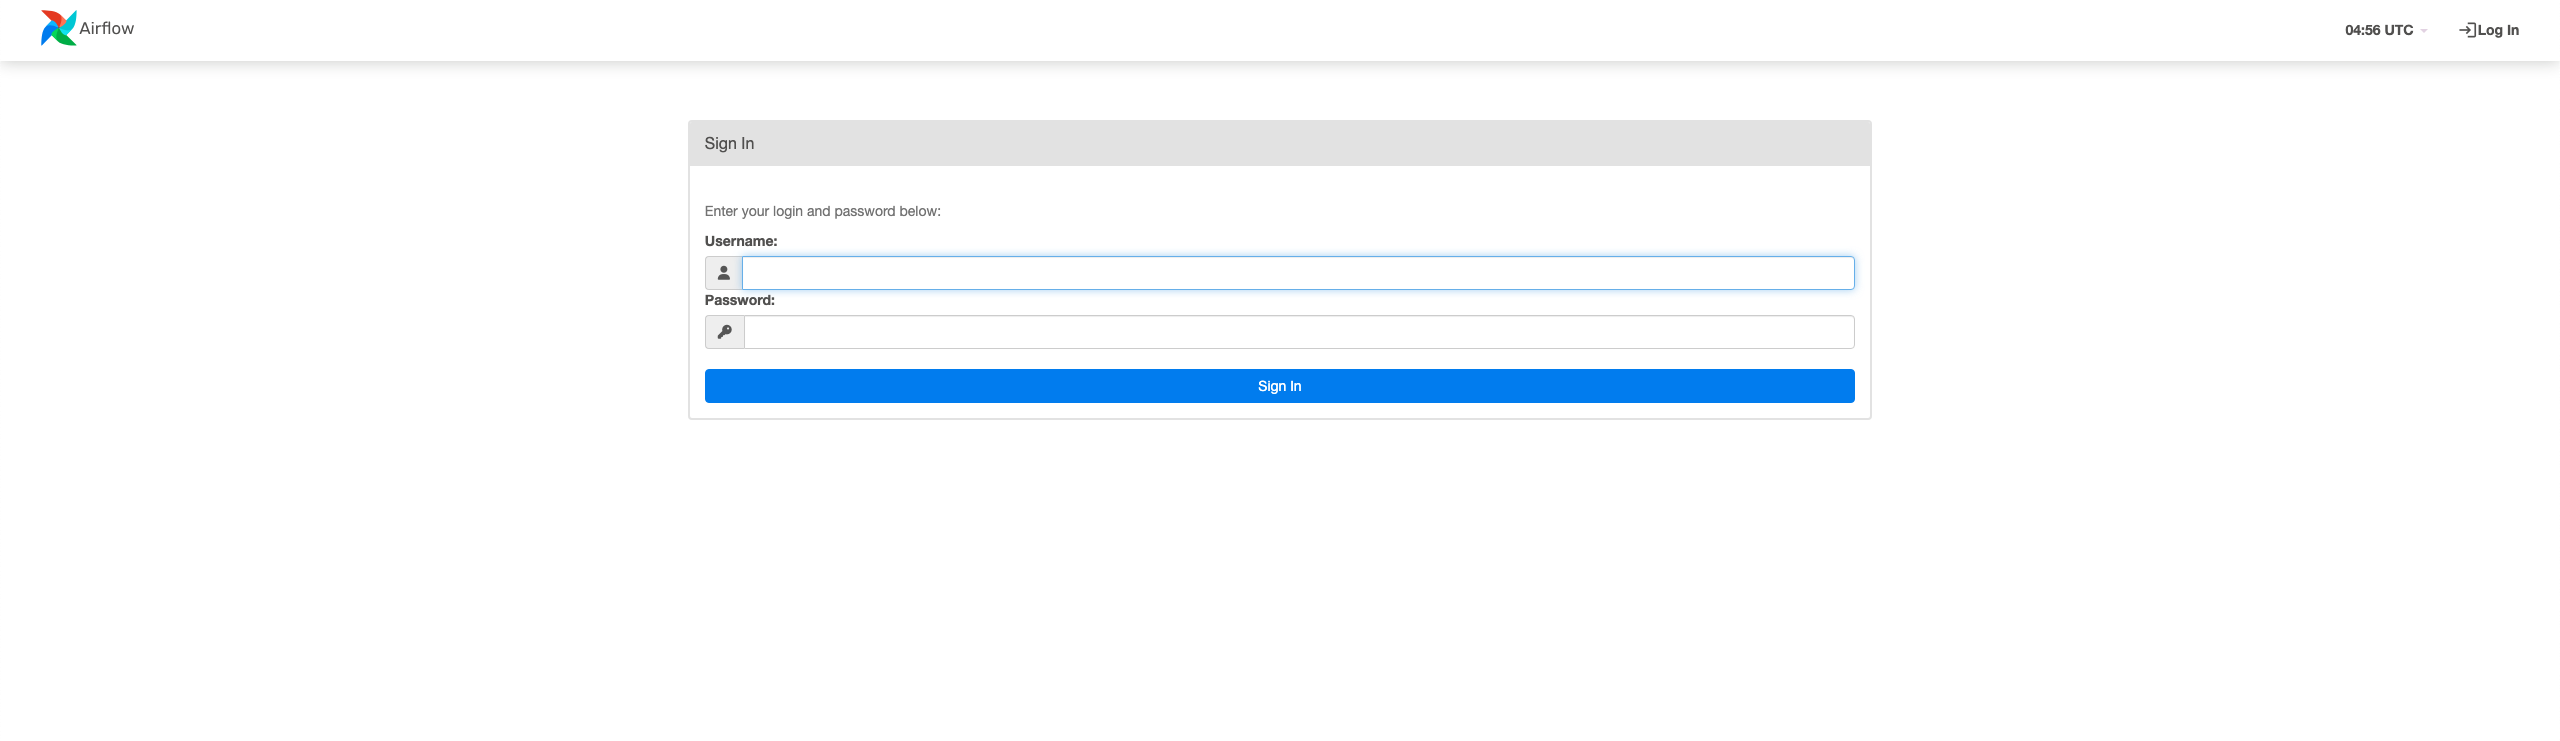 Airflow
04:56 UTC
Log In
Sign In
Enter your login and password below:
Username:
Password:
Sign In